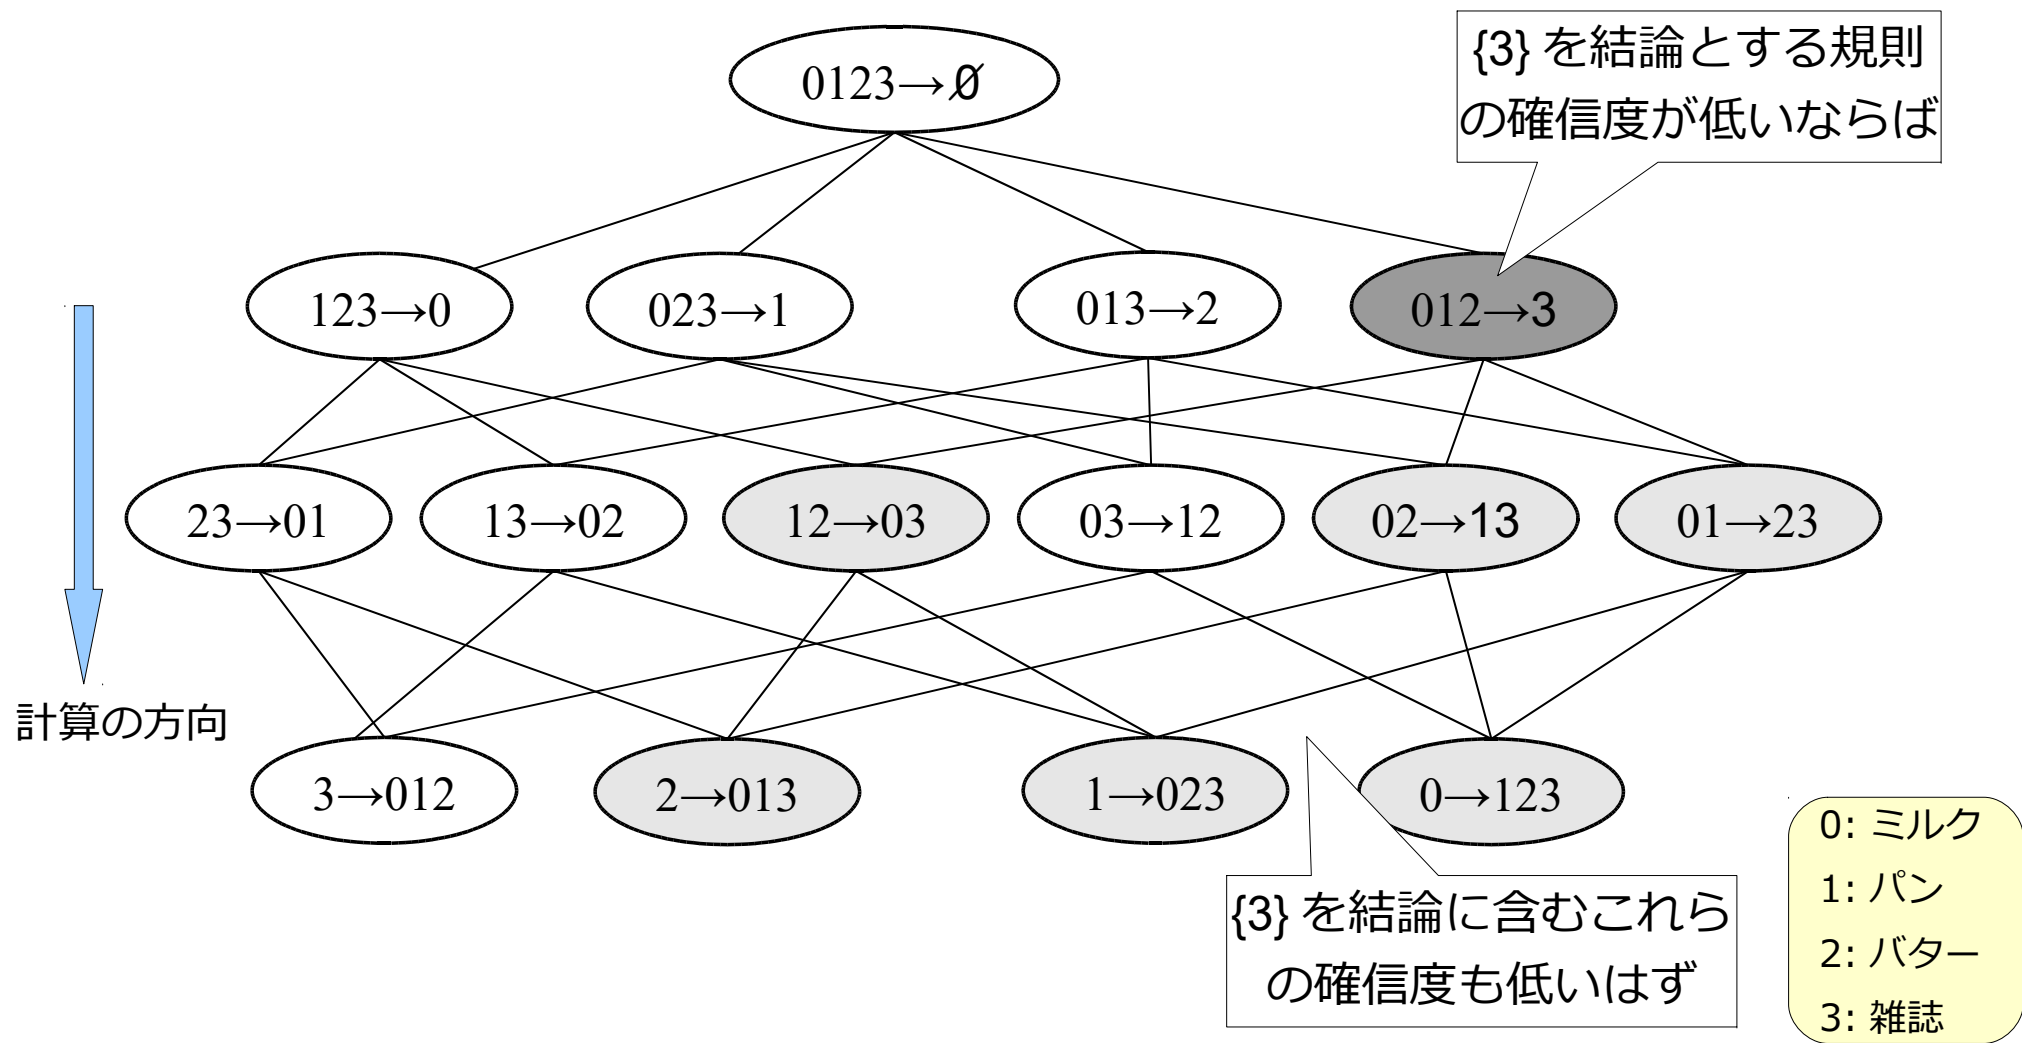 0123→∅
{3} を結論とする規則
の確信度が低いならば
123→0
023→1
013→2
012→3
23→01
13→02
12→03
03→12
02→13
01→23
計算の方向
3→012
2→013
1→023
0→123
{3} を結論に含むこれら
の確信度も低いはず
0: ミルク
1: パン
2: バター
3: 雑誌